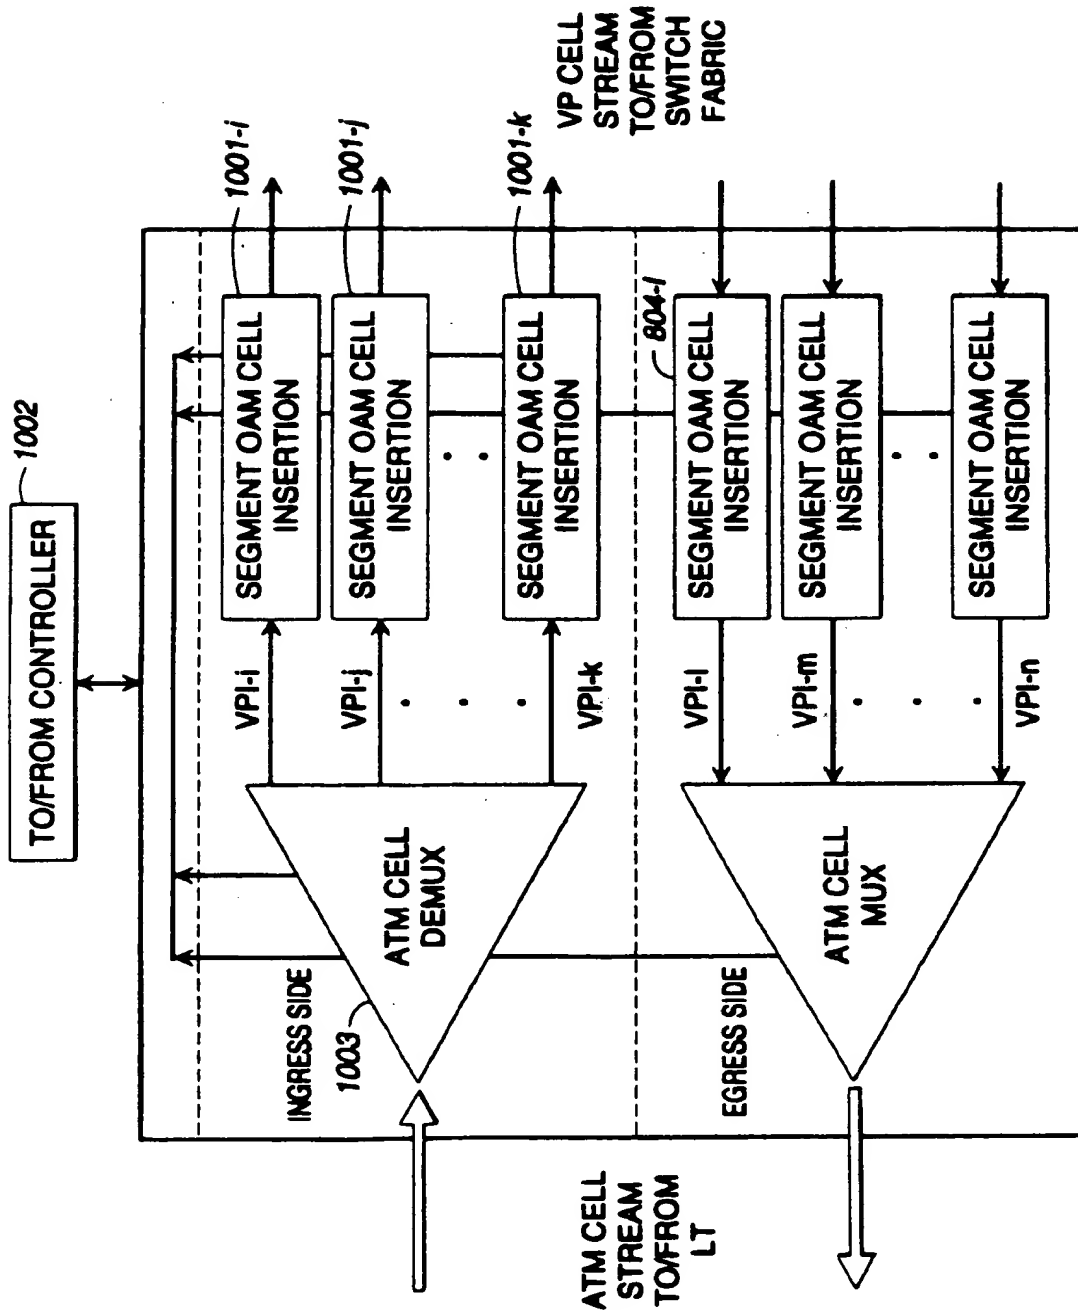 TO/FROM CONTROLLER
1002
INGRESS SIDE
1003
ATM CELL
DEMUX
VPI-i
VPI-j
VPI-k
SEGMENT OAM CELL
INSERTION
1001-i
SEGMENT OAM CELL
INSERTION
1001-j
SEGMENT OAM CELL
INSERTION
1001-k
VP CELL
STREAM
TO/FROM
SWITCH
FABRIC
ATM CELL
STREAM
TO/FROM
LT
EGRESS SIDE
ATM CELL
MUX
VPI-l
VPI-m
VPI-n
804-l
SEGMENT OAM CELL
INSERTION
SEGMENT OAM CELL
INSERTION
SEGMENT OAM CELL
INSERTION